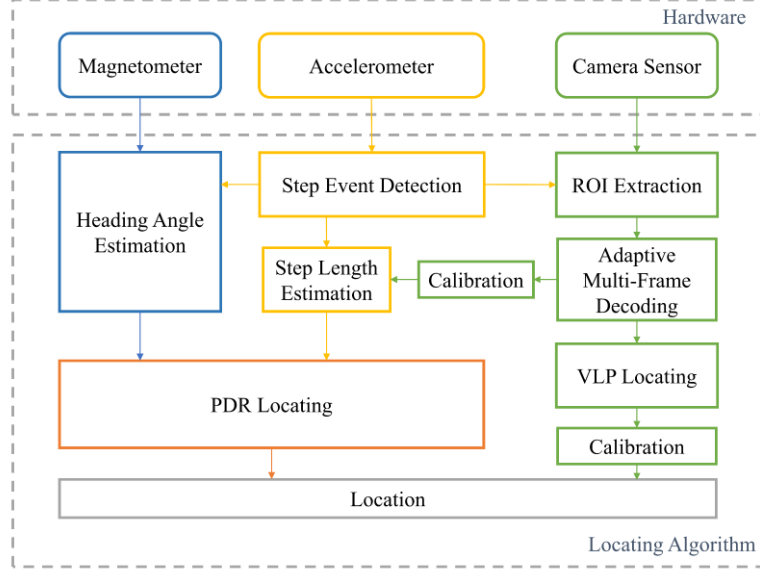 Hardware
Magnetometer
Accelerometer
Camera Sensor
Heading Angle
Estimation
Step Event Detection
ROI Extraction
Step Length
Estimation
Calibration
Adaptive
Multi-Frame
Decoding
VLP Locating
PDR Locating
Calibration
Location
Locating Algorithm